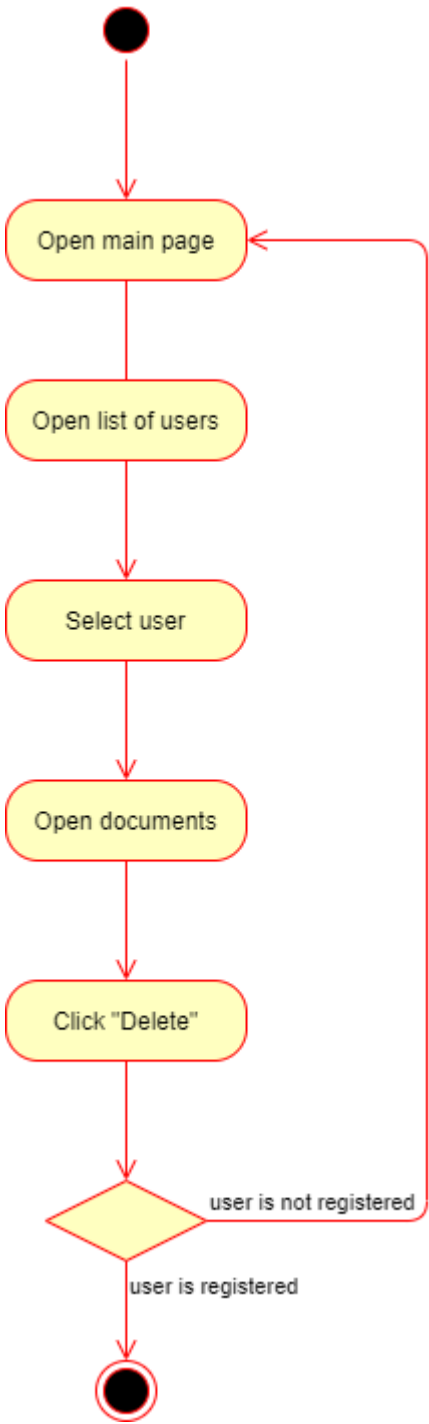 Open main page
Open list of users
Select user
Open documents
Click "Delete"
user is not registered
user is registered